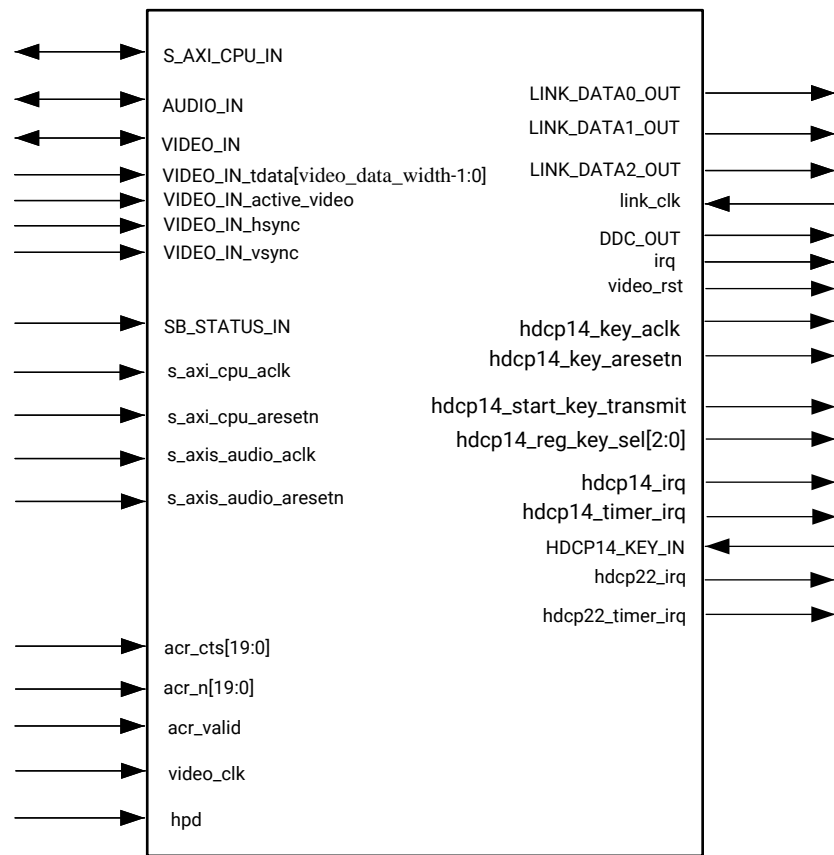 S_AXI_CPU_IN
AUDIO_IN
VIDEO_IN
VIDEO_IN_tdata[video_data_width-1:0]
VIDEO_IN_active_video
VIDEO_IN_hsync
VIDEO_IN_vsync
SB_STATUS_IN
s_axi_cpu_aclk
s_axi_cpu_aresetn
s_axis_audio_aclk
s_axis_audio_aresetn
acr_cts[19:0]
acr_n[19:0]
acr_valid
video_clk
hpd
LINK_DATA0_OUT
LINK_DATA1_OUT
LINK_DATA2_OUT
link_clk
DDC_OUT
irq
video_rst
hdcp14_key_aclk
hdcp14_key_aresetn
hdcp14_start_key_transmit
hdcp14_reg_key_sel[2:0]
hdcp14_irq
hdcp14_timer_irq
HDCP14_KEY_IN
hdcp22_irq
hdcp22_timer_irq